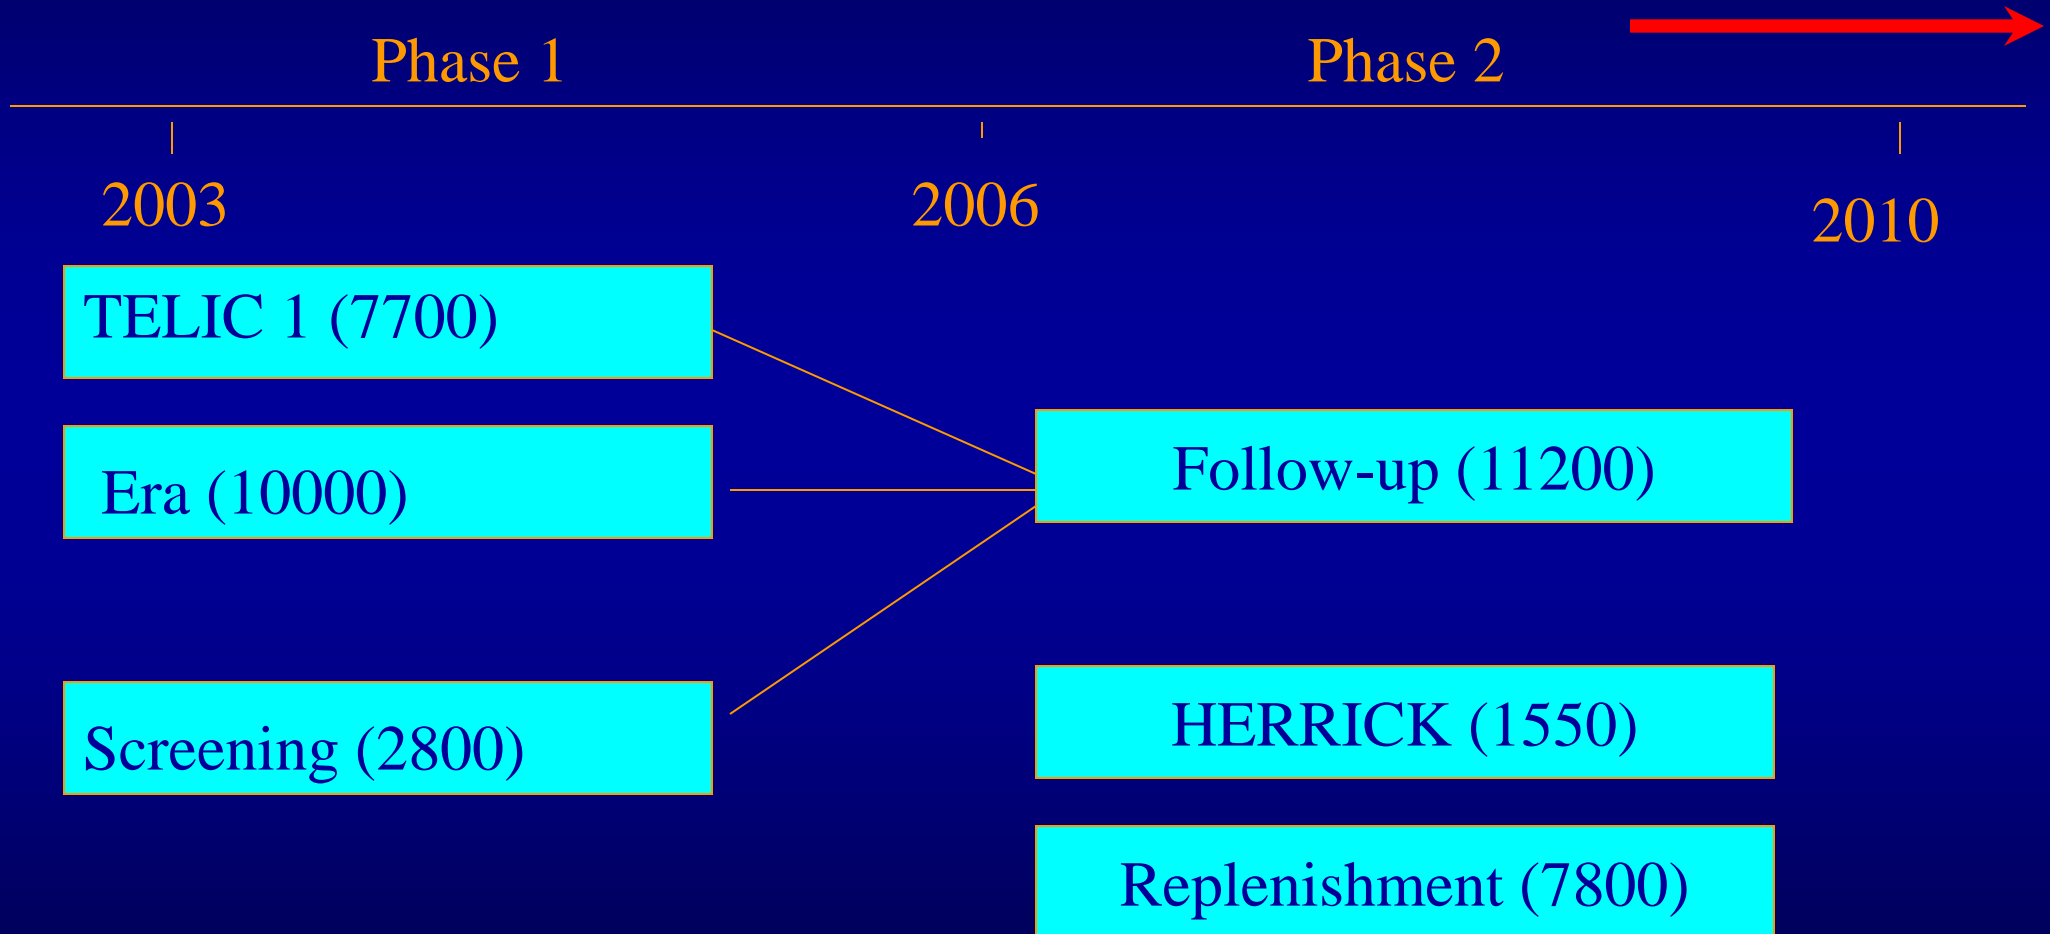 Phase 1
Phase 2
2003
2006
2010
TELIC 1 (7700)
Era (10000)
Follow-up (11200)
Screening (2800)
HERRICK (1550)
Replenishment (7800)